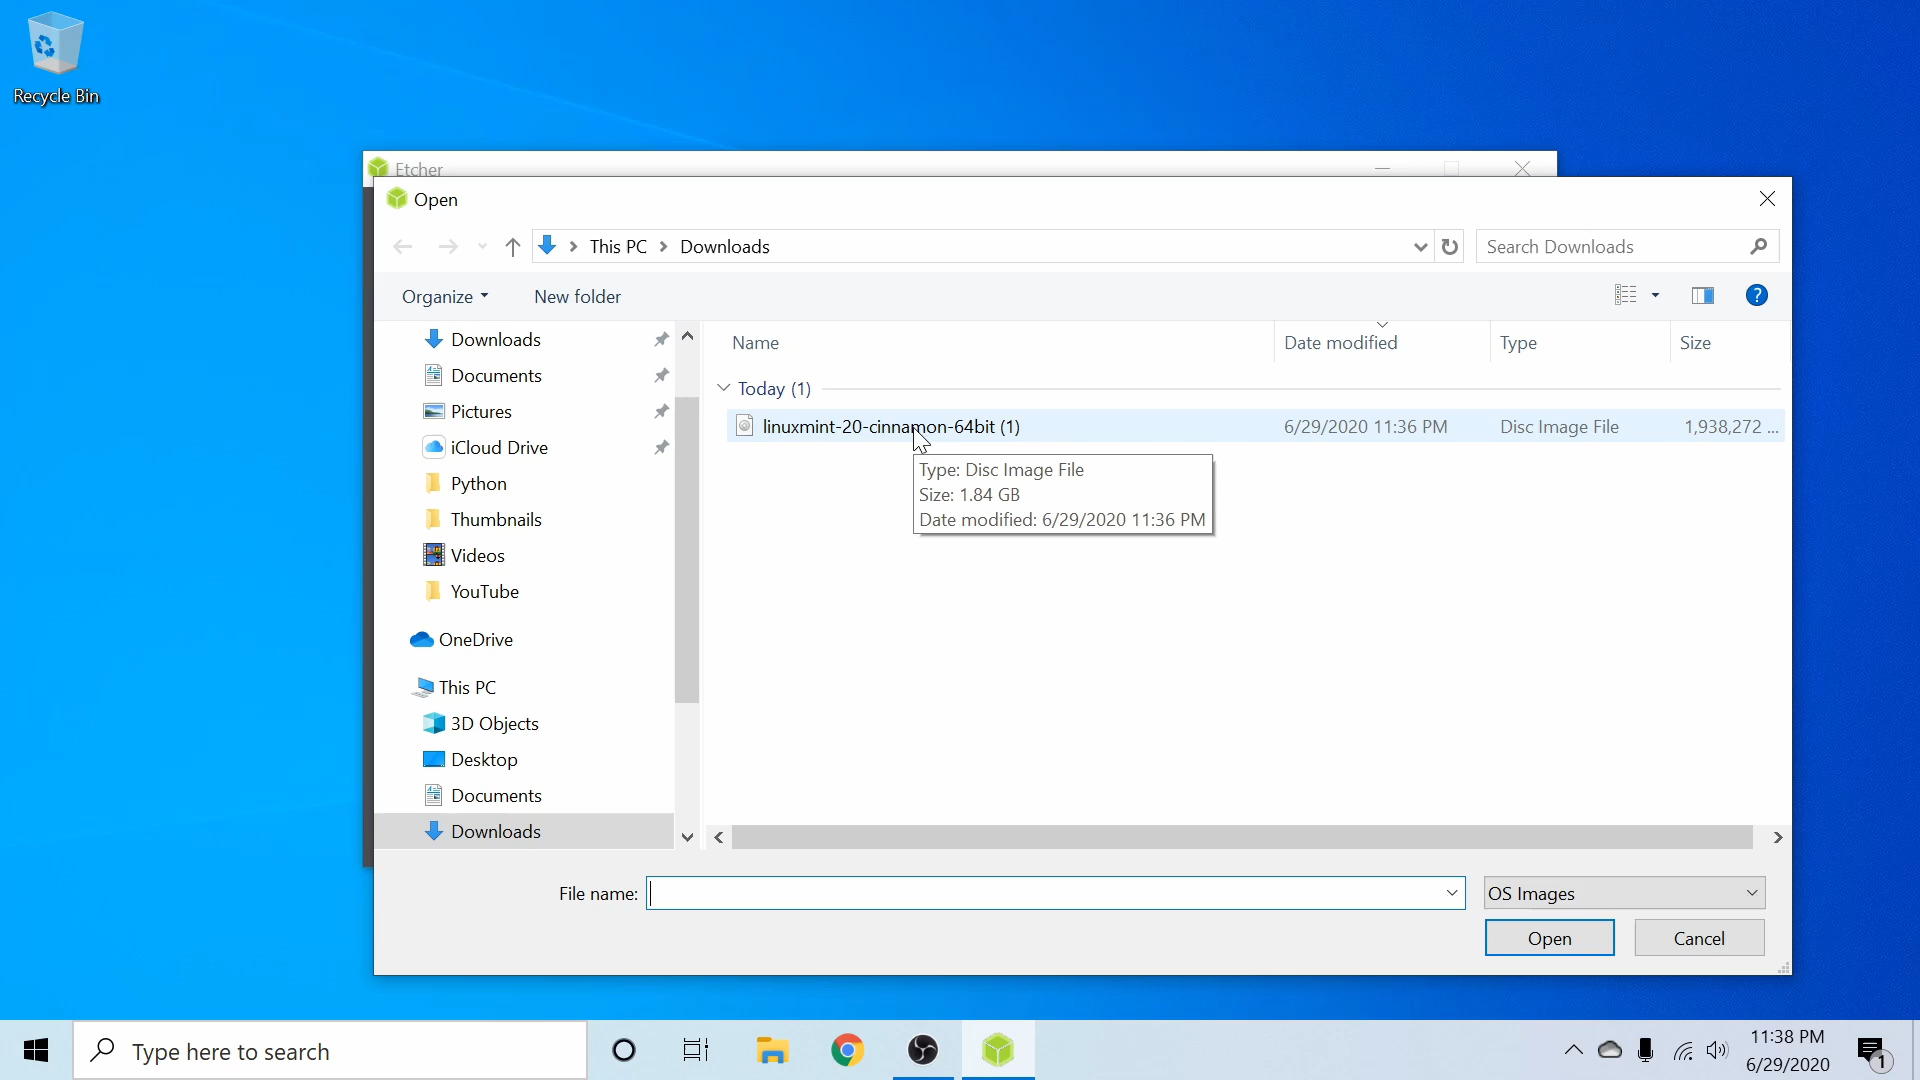 Recycle Bin
Etcher
Open
This PC Downloads
Search Downloads
Organize
New folder
?
Downloads
Documents
Pictures
iCloud Drive
Python
Thumbnails
Videos
YouTube
OneDrive
This PC
3D Objects
Desktop
Documents
Downloads
Name Date modified Type Size
Today (1)
linuxmint-20-cinnamon-64bit (1) 6/29/2020 11:36 PM Disc Image File 1,938,272 ...
Type: Disc Image File
Size: 1.84 GB
Date modified: 6/29/2020 11:36 PM
File name:
OS Images
Open
Cancel
Type here to search
11:38 PM
6/29/2020
1